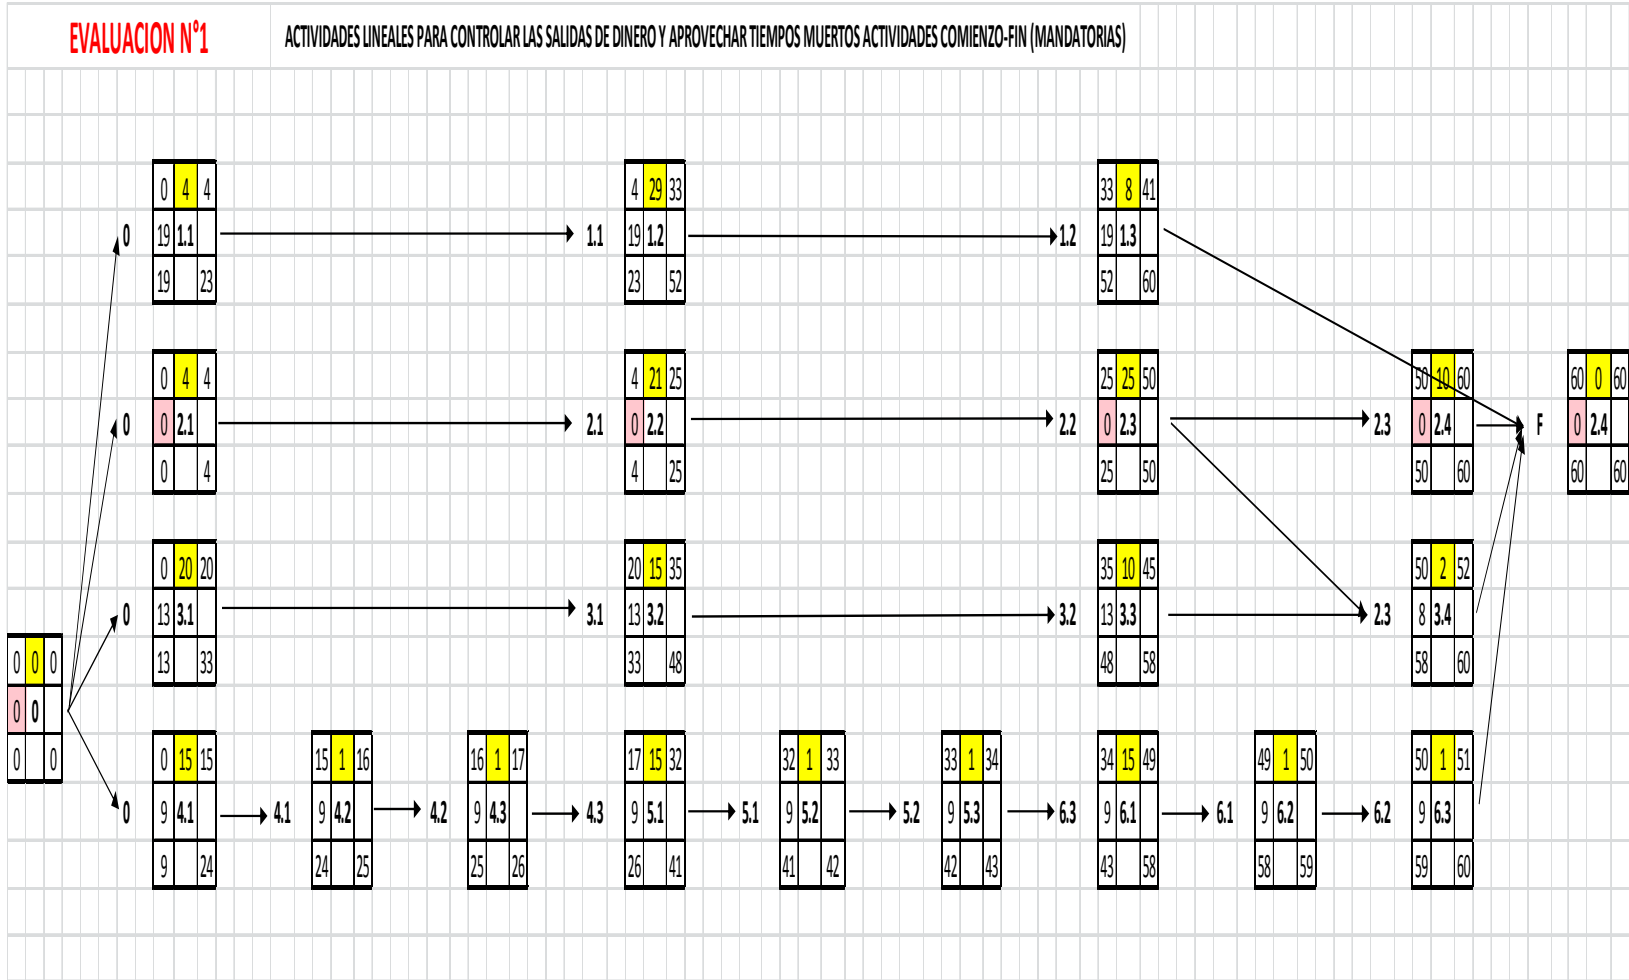 EVALUACION N°1 ACTIVIDADES LINEALES PARA CONTROLAR LAS SALIDAS DE DINERO Y APROVECHAR TIEMPOS MUERTOS ACTIVIDADES COMIENZO-FIN (MANDATORIAS)
0 4 4 4 29 33 33 8 41
0 19 1.1 1.1 19 1.2 1.2 19 1.3
19 23 23 52 52 60
0 4 4 4 21 25 25 25 50 50 10 60 60 0 60
0 0 2.1 2.1 0 2.2 2.2 0 2.3 2.3 0 2.4 F 0 2.4
0 4 4 25 25 50 50 60 60 60
0 20 20 20 15 35 35 10 45 50 2 52
0 13 3.1 3.1 13 3.2 3.2 13 3.3 2.3 8 3.4
13 33 33 48 48 58 58 60
0 0 0
0 0
0 0
0 15 15 15 1 16 16 1 17 17 15 32 32 1 33 33 1 34 34 15 49 49 1 50 50 1 51
0 9 4.1 4.1 9 4.2 4.2 9 4.3 4.3 9 5.1 5.1 9 5.2 5.2 9 5.3 6.3 9 6.1 6.1 9 6.2 6.2 9 6.3
9 24 24 25 25 26 26 41 41 42 42 43 43 58 58 59 59 60